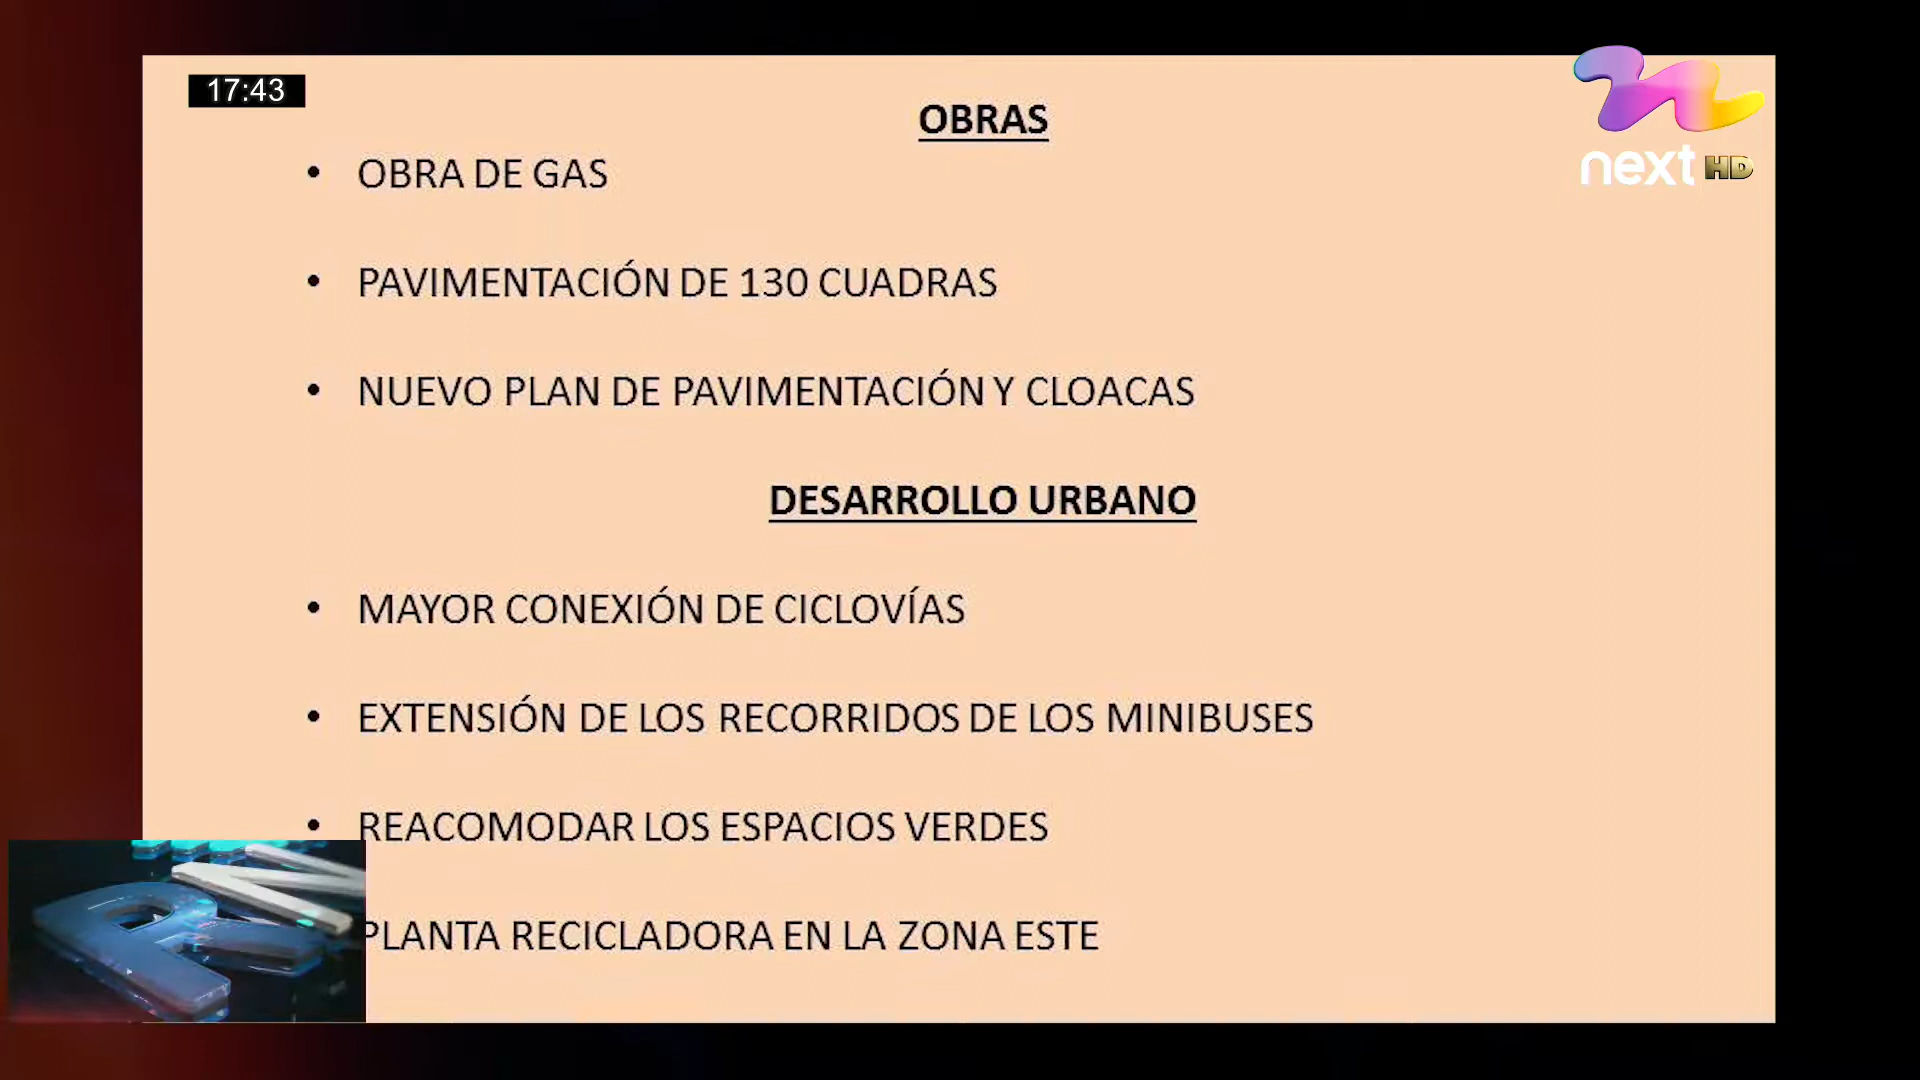 17:43
OBRAS
next HD
• OBRA DE GAS
• PAVIMENTACIÓN DE 130 CUADRAS
• NUEVO PLAN DE PAVIMENTACIÓN Y CLOACAS
DESARROLLO URBANO
• MAYOR CONEXIÓN DE CICLOVÍAS
• EXTENSIÓN DE LOS RECORRIDOS DE LOS MINIBUSES
• REACOMODAR LOS ESPACIOS VERDES
PLANTA RECICLADORA EN LA ZONA ESTE